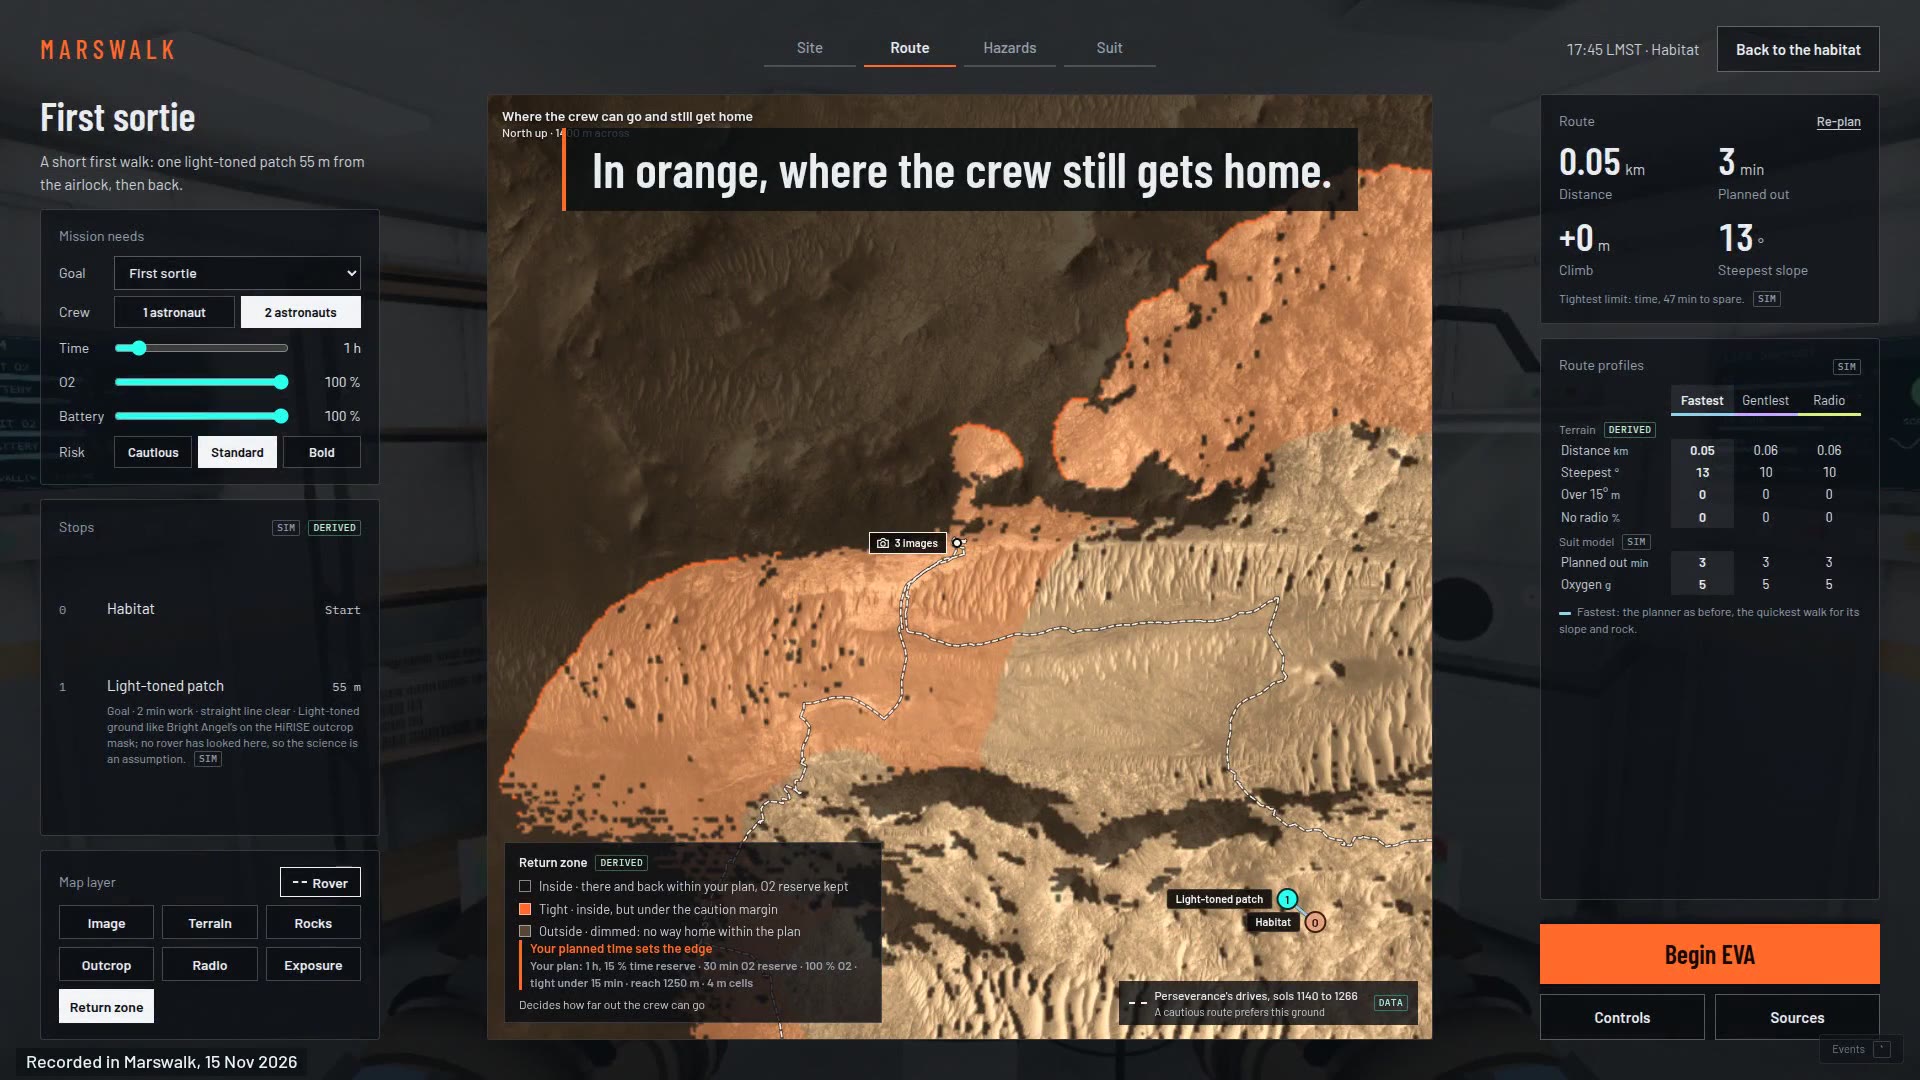 MARSWALK
Site
Route
Hazards
Suit
17:45 LMST · Habitat
Back to the habitat
First sortie
A short first walk: one light-toned patch 55 m from
the airlock, then back.
Mission needs
Goal
First sortie
Crew
1 astronaut
2 astronauts
Time
1 h
O2
100 %
Battery
100 %
Risk
Cautious
Standard
Bold
Stops
SIM
DERIVED
0
Habitat
Start
1
Light-toned patch
55 m
Goal · 2 min work · straight line clear · Light-toned
ground like Bright Angel's on the HiRISE outcrop
mask; no rover has looked here, so the science is
an assumption. SIM
Map layer
Rover
Image
Terrain
Rocks
Outcrop
Radio
Exposure
Return zone
Where the crew can go and still get home
North up · 1400 m across
In orange, where the crew still gets home.
3 images
Return zone DERIVED
Inside · there and back within your plan, O2 reserve kept
Tight · inside, but under the caution margin
Outside · dimmed: no way home within the plan
Your planned time sets the edge
Your plan: 1 h, 15 % time reserve · 30 min O2 reserve · 100 % O2 ·
tight under 15 min · reach 1250 m · 4 m cells
Decides how far out the crew can go
Light-toned patch
1
Habitat
0
Perseverance's drives, sols 1140 to 1266
A cautious route prefers this ground
DATA
Route
Re-plan
0.05 km
Distance
3 min
Planned out
+0 m
Climb
13 °
Steepest slope
Tightest limit: time, 47 min to spare. SIM
Route profiles
SIM
Fastest Gentlest Radio
Terrain DERIVED
Distance km 0.05 0.06 0.06
Steepest ° 13 10 10
Over 15° m 0 0 0
No radio % 0 0 0
Suit model SIM
Planned out min 3 3 3
Oxygen g 5 5 5
Fastest: the planner as before, the quickest walk for its
slope and rock.
Begin EVA
Controls
Sources
Events `
Recorded in Marswalk, 15 Nov 2026